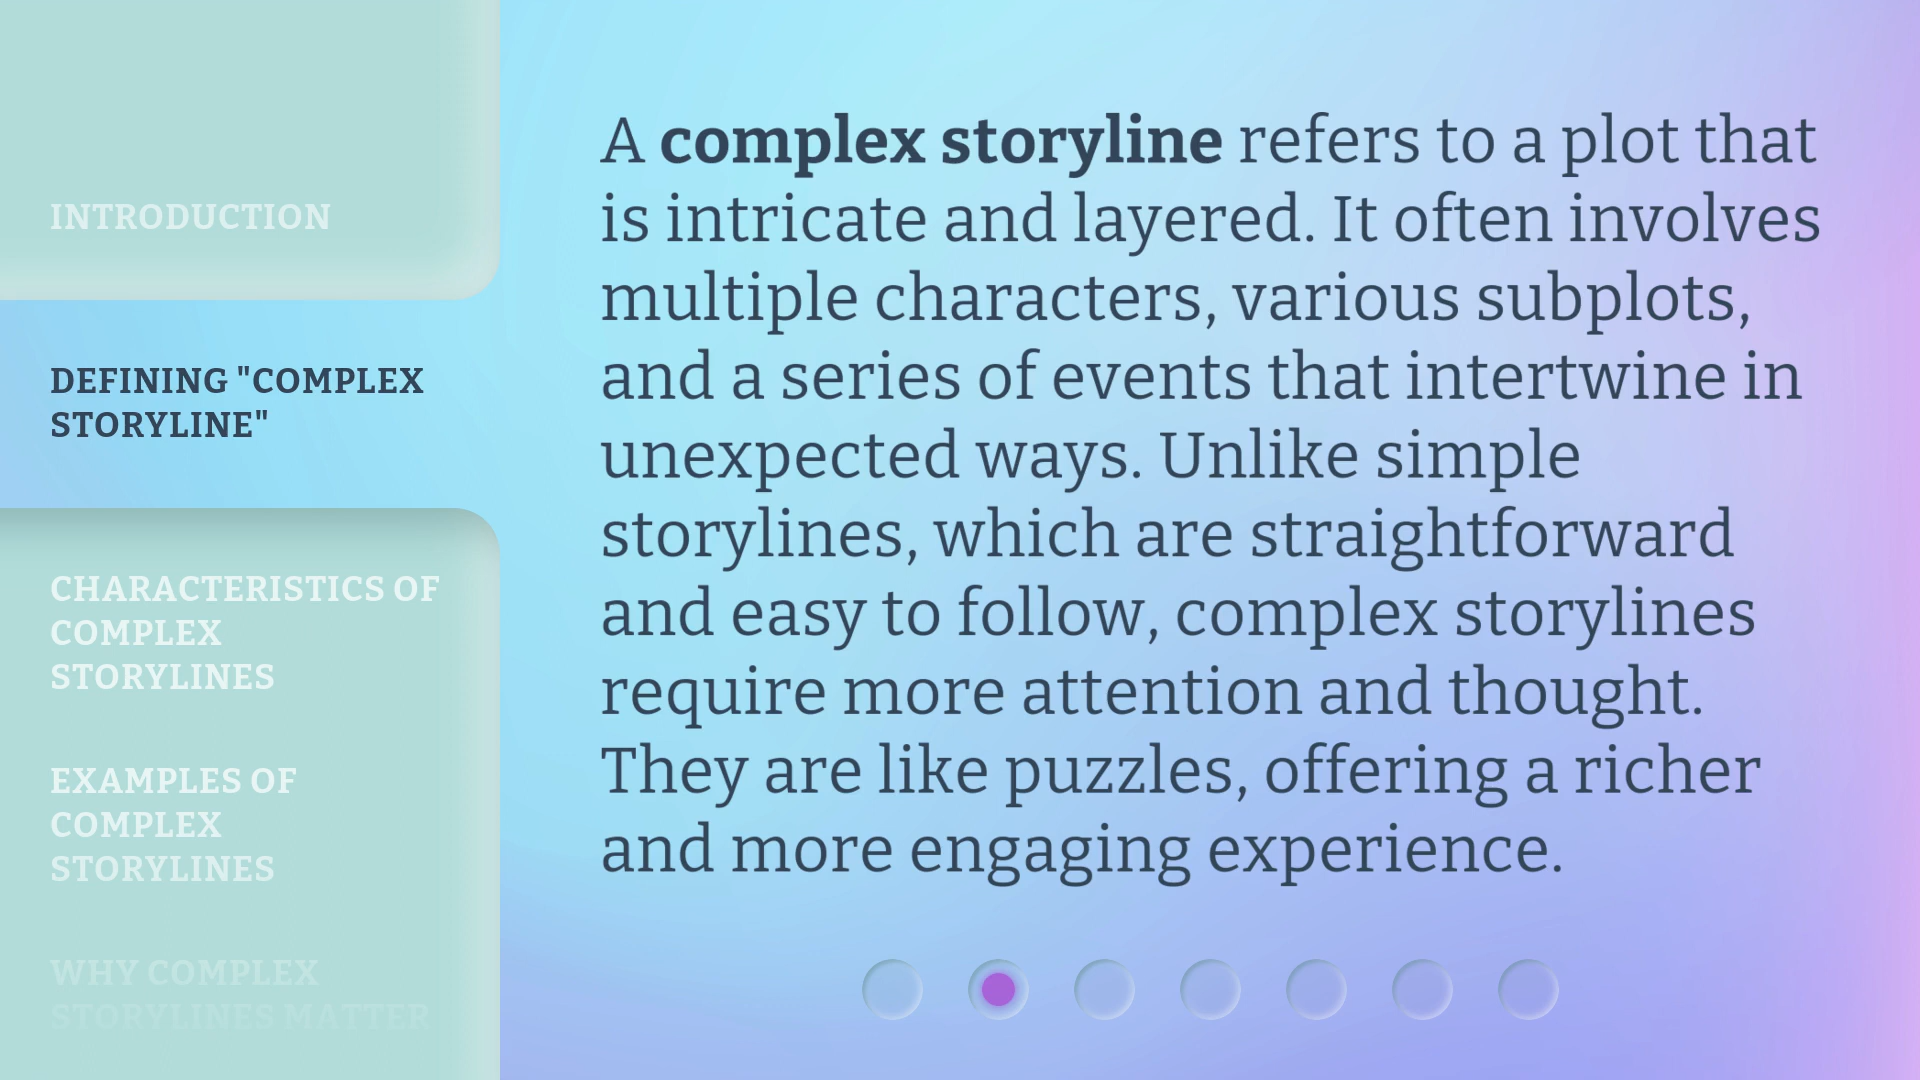 INTRODUCTION
DEFINING "COMPLEX
STORYLINE"
CHARACTERISTICS OF
COMPLEX
STORYLINES
EXAMPLES OF
COMPLEX
STORYLINES
WHY COMPLEX
STORYLINES MATTER
A complex storyline refers to a plot that
is intricate and layered. It often involves
multiple characters, various subplots,
and a series of events that intertwine in
unexpected ways. Unlike simple
storylines, which are straightforward
and easy to follow, complex storylines
require more attention and thought.
They are like puzzles, offering a richer
and more engaging experience.